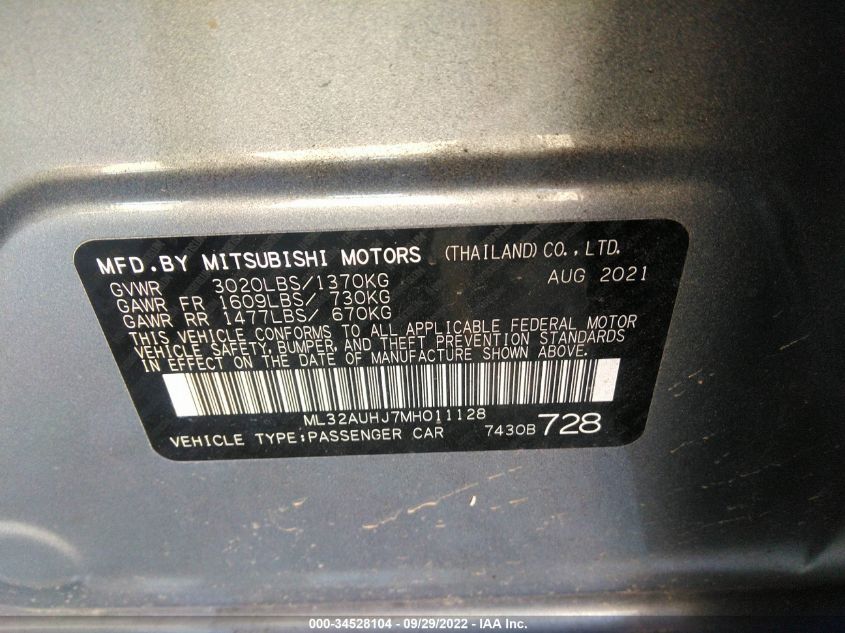 MFD.BY MITSUBISHI MOTORS (THAILAND) CO., LTD.
GVWR 3020LBS/1370KG AUG 2021
GAWR FR 1609LBS/ 730KG
GAWR RR 1477LBS/ 670KG
THIS VEHICLE CONFORMS TO ALL APPLICABLE FEDERAL MOTOR
VEHICLE SAFETY, BUMPER, AND THEFT PREVENTION STANDARDS
IN EFFECT ON THE DATE OF MANUFACTURE SHOWN ABOVE.
ML32AUHJ7MH011128
VEHICLE TYPE:PASSENGER CAR 7430B 728
000-34528104 - 09/29/2022 - IAA Inc.